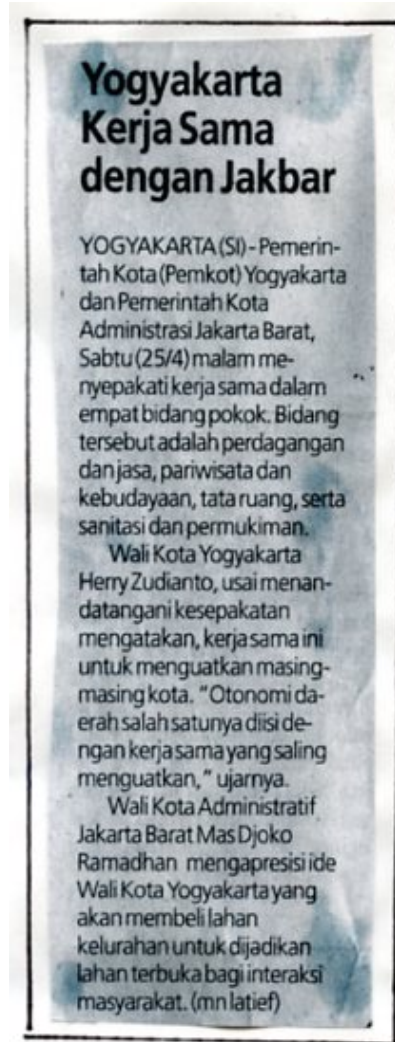 Yogyakarta
Kerja Sama
dengan Jakbar
YOGYAKARTA (SI) - Pemerin-
tah Kota (Pemkot) Yogyakarta
dan Pemerintah Kota
Administrasi Jakarta Barat,
Sabtu (25/4) malam me-
nyepakati kerja sama dalam
empat bidang pokok. Bidang
tersebut adalah perdagangan
dan jasa, pariwisata dan
kebudayaan, tata ruang, serta
sanitasi dan permukiman.
Wali Kota Yogyakarta
Herry Zudianto, usai menan-
datangani kesepakatan
mengatakan, kerja sama ini
untuk menguatkan masing-
masing kota. “Otonomi da-
erah salah satunya diisi de-
ngan kerja sama yang saling
menguatkan,” ujarnya.
Wali Kota Administratif
Jakarta Barat Mas Djoko
Ramadhan mengapresisi ide
Wali Kota Yogyakarta yang
akan membeli lahan
kelurahan untuk dijadikan
lahan terbuka bagi interaksi
masyarakat. (mn latief)